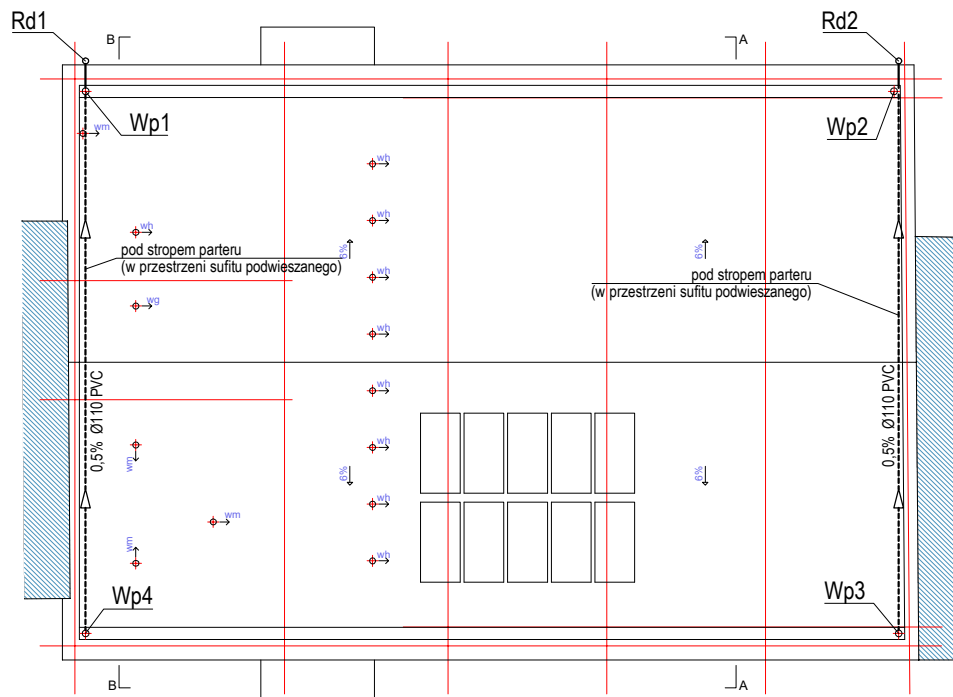 Rd1
B
A
Rd2
Wp1
Wp2
wm
wh
wh
wh
pod stropem parteru
(w przestrzeni sufitu podwieszanego)
6%
6%
wh
pod stropem parteru
(w przestrzeni sufitu podwieszanego)
wg
wh
wh
0,5% Ø110 PVC
0,5% Ø110 PVC
wm
wh
6%
6%
wh
wm
wm
wh
Wp4
Wp3
B
A